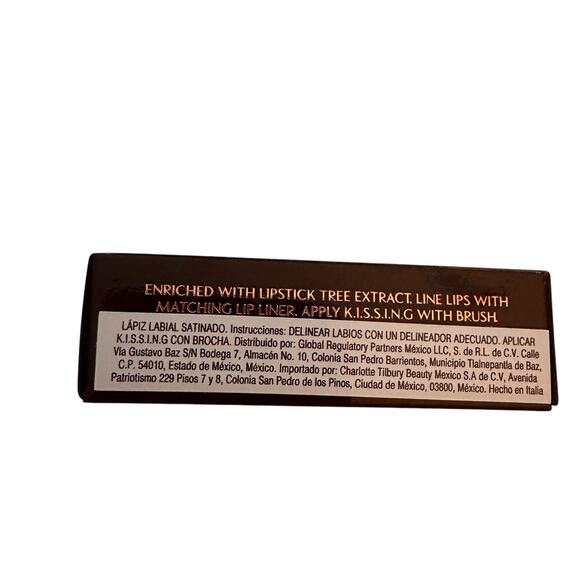 ENRICHED WITH LIPSTICK TREE EXTRACT. LINE LIPS WITH
MATCHING LIP LINER. APPLY K.I.S.S.I.N.G WITH BRUSH.
LÁPIZ LABIAL SATINADO. Instrucciones: DELINEAR LABIOS CON UN DELINEADOR ADECUADO. APLICAR
K.I.S.S.I.N.G CON BROCHA. Distribuido por: Global Regulatory Partners México LLC, S. de R.L. de C.V. Calle
Vía Gustavo Baz S/N Bodega 7, Almacén No. 10, Colonia San Pedro Barrientos, Municipio Tlalnepantla de Baz,
C.P. 54010, Estado de México, México. Importado por: Charlotte Tilbury Beauty Mexico S.A de C.V, Avenida
Patriotismo 229 Pisos 7 y 8, Colonia San Pedro de los Pinos, Ciudad de México, 03800, México. Hecho en Italia